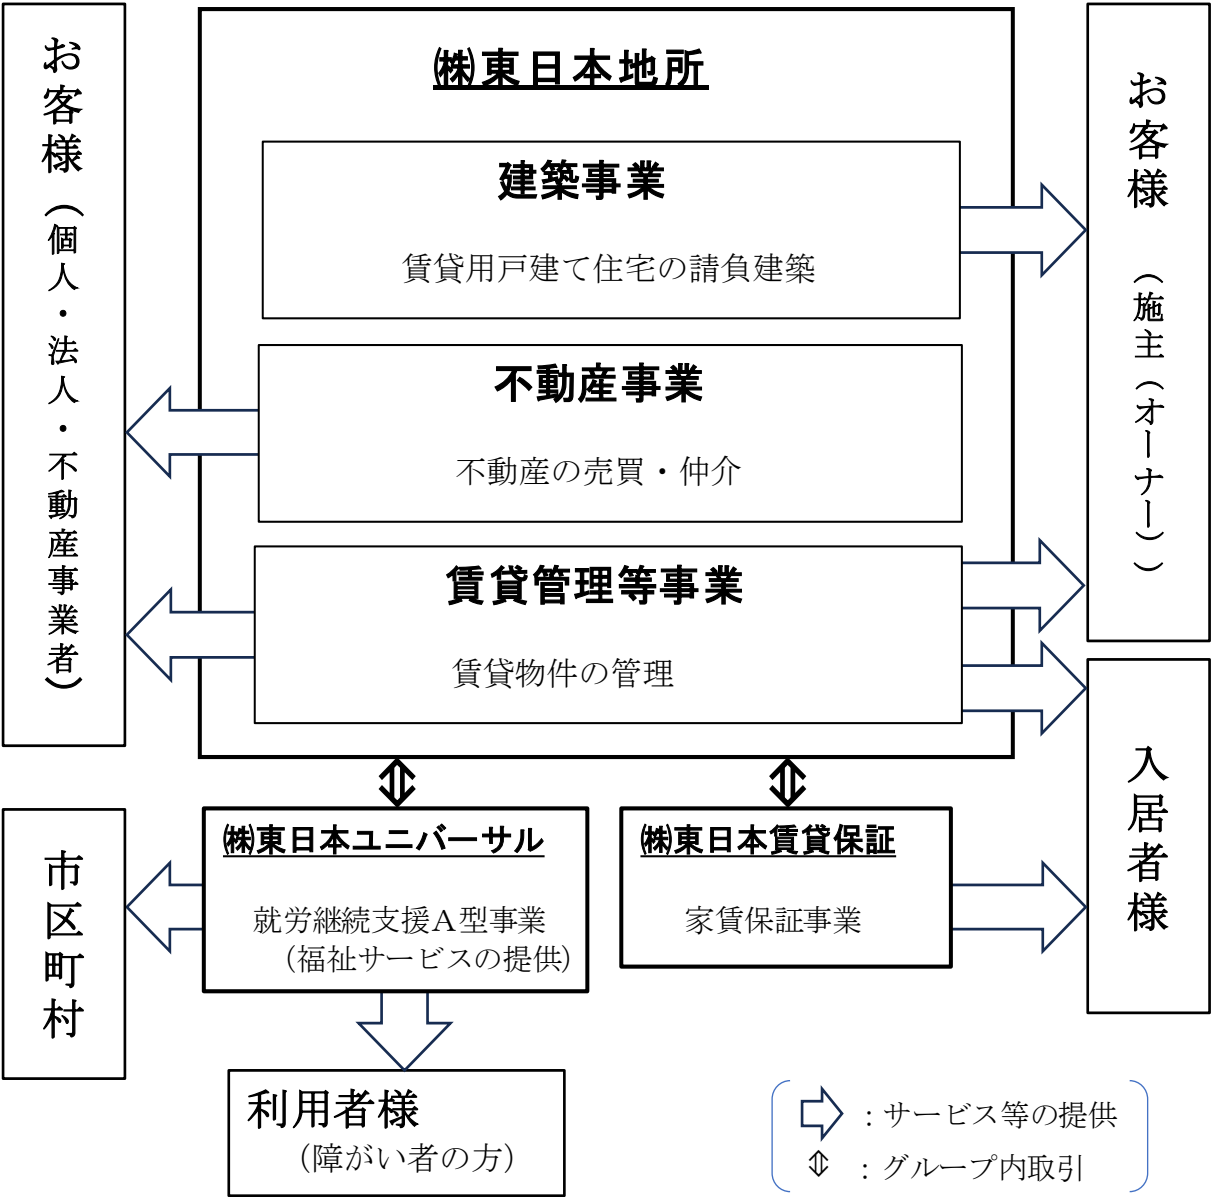 お客様（個人・法人・不動産事業者）
㈱東日本地所
建築事業
賃貸用戸建て住宅の請負建築
不動産事業
不動産の売買・仲介
賃貸管理等事業
賃貸物件の管理
お客様（施主（オーナー））
入居者様
市区町村
㈱東日本ユニバーサル
就労継続支援Ａ型事業
（福祉サービスの提供）
㈱東日本賃貸保証
家賃保証事業
利用者様
（障がい者の方）
：サービス等の提供
：グループ内取引